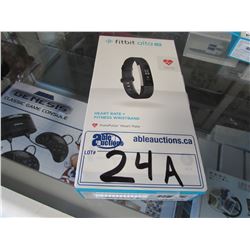 fitbit alta HR
HEART RATE +
FITNESS WRISTBAND
PurePulse Heart Rate
GENESIS
CLASSIC GAME CONSOLE
able auctions
ableauctions.ca
LOT#
24A